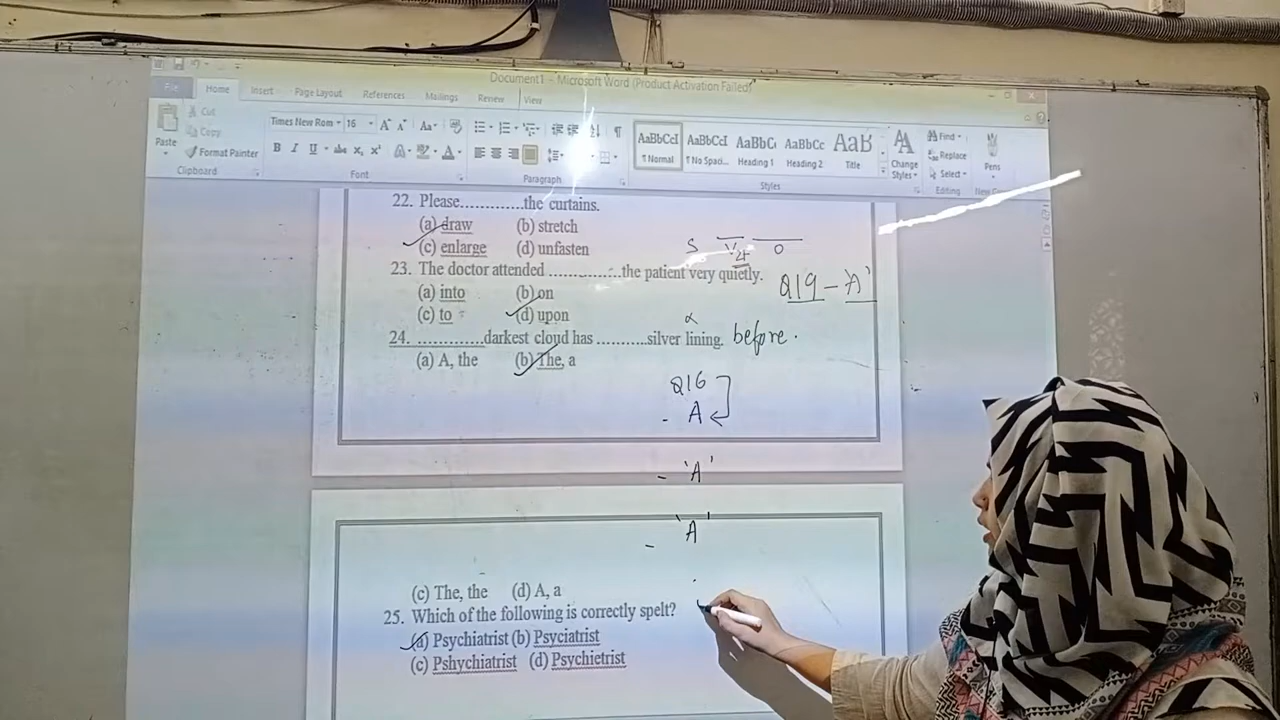 Document1 - Microsoft Word (Product Activation Failed)
File Home Insert Page Layout References Mailings Review View
Cut
Copy
Paste Format Painter
Clipboard
Times New Rom 16
Font
Paragraph
AaBbCcI AaBbCcI AaBbC AaBbCc AaB
Normal No Spaci... Heading 1 Heading 2 Title
Change Styles
Styles
Find
Replace
Select
Editing
Pens
22. Please.............the curtains.
(a) draw (b) stretch
(c) enlarge (d) unfasten
S V O
23. The doctor attended ...............the patient very quietly.
Q19 - 'A'
(a) into (b) on
(c) to (d) upon
24. .............darkest cloud has ..........silver lining. before.
(a) A, the (b) The, a
Q16
- A
- 'A'
- 'A'
(c) The, the (d) A, a
25. Which of the following is correctly spelt?
(a) Psychiatrist (b) Psyciatrist
(c) Pshychiatrist (d) Psychietrist